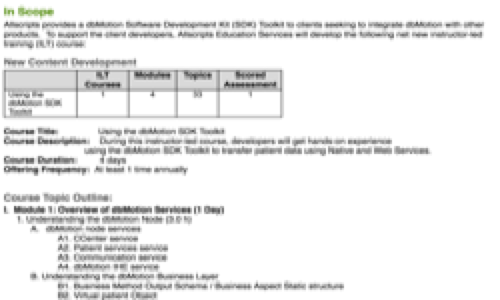 In Scope
Allscripts provides a dbMotion Software Development Kit (SDK) Toolkit to clients seeking to integrate dbMotion with other
products. To support the client developers, Allscripts Education Services will develop the following net new instructor-led
training (ILT) course:
New Content Development
ILT Courses Modules Topics Scored Assessment
Using the dbMotion SDK Toolkit 1 4 33 1
Course Title: Using the dbMotion SDK Toolkit
Course Description: During this instructor-led course, developers will get hands-on experience
using the dbMotion SDK Toolkit to transfer patient data using Native and Web Services.
Course Duration: 4 days
Offering Frequency: At least 1 time annually
Course Topic Outline:
I. Module 1: Overview of dbMotion Services (1 Day)
1. Understanding the dbMotion Node (3.0 h)
A. dbMotion node services
A1. CCenter service
A2. Patient services service
A3. Communication service
A4. dbMotion IHE service
B. Understanding the dbMotion Business Layer
B1. Business Method Output Schema / Business Aspect Static structure
B2. Virtual patient Object